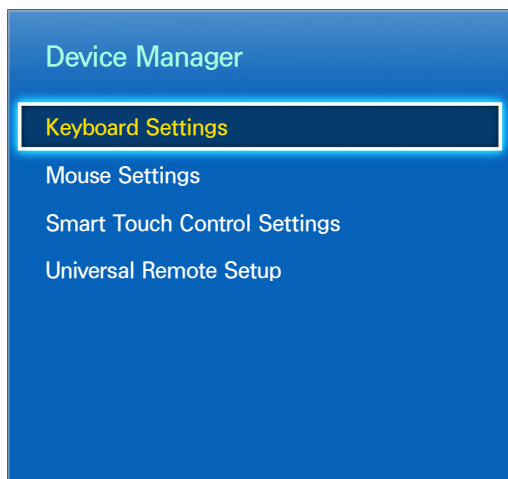 Device Manager
Keyboard Settings
Mouse Settings
Smart Touch Control Settings
Universal Remote Setup